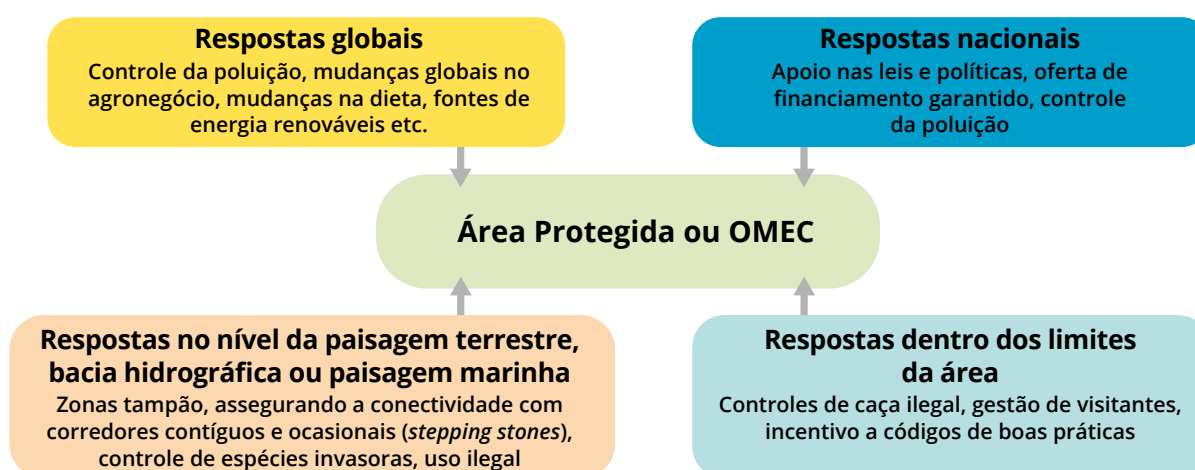 Respostas globais
Controle da poluição, mudanças globais no
agronegócio, mudanças na dieta, fontes de
energia renováveis etc.
Respostas nacionais
Apoio nas leis e políticas, oferta de
financiamento garantido, controle
da poluição
Área Protegida ou OMEC
Respostas no nível da paisagem terrestre,
bacia hidrográfica ou paisagem marinha
Zonas tampão, assegurando a conectividade com
corredores contíguos e ocasionais (stepping stones),
controle de espécies invasoras, uso ilegal
Respostas dentro dos limites
da área
Controles de caça ilegal, gestão de visitantes,
incentivo a códigos de boas práticas